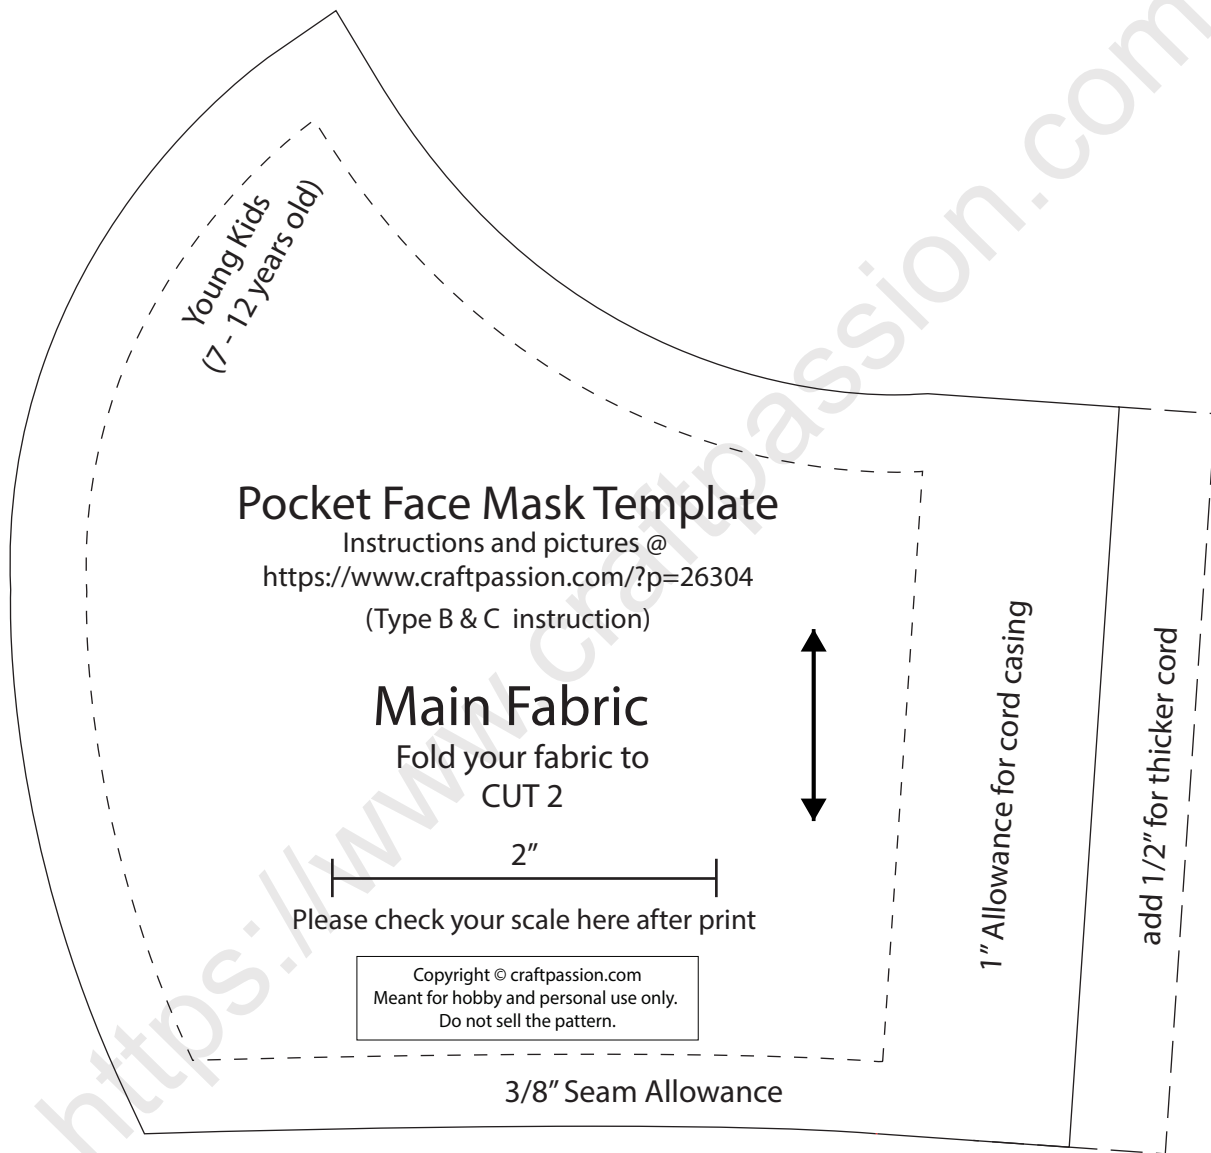 Young Kids
(7 - 12 years old)
Pocket Face Mask Template
Instructions and pictures @
https://www.craftpassion.com/?p=26304
(Type B & C  instruction)
Main Fabric
Fold your fabric to
CUT 2
2”
Please check your scale here after print
Copyright © craftpassion.com
Meant for hobby and personal use only.
Do not sell the pattern.
3/8” Seam Allowance
1” Allowance for cord casing
add 1/2” for thicker cord
https://www.craftpassion.com